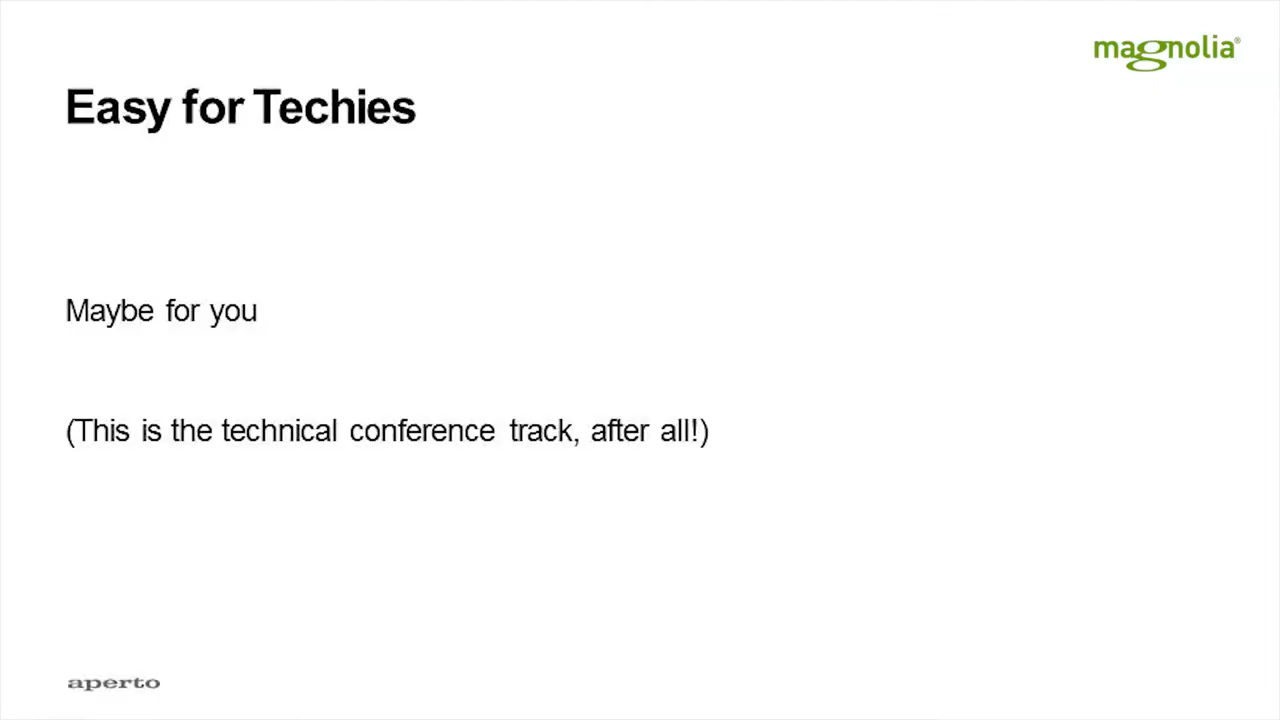 magnolia®
Easy for Techies
Maybe for you
(This is the technical conference track, after all!)
aperto